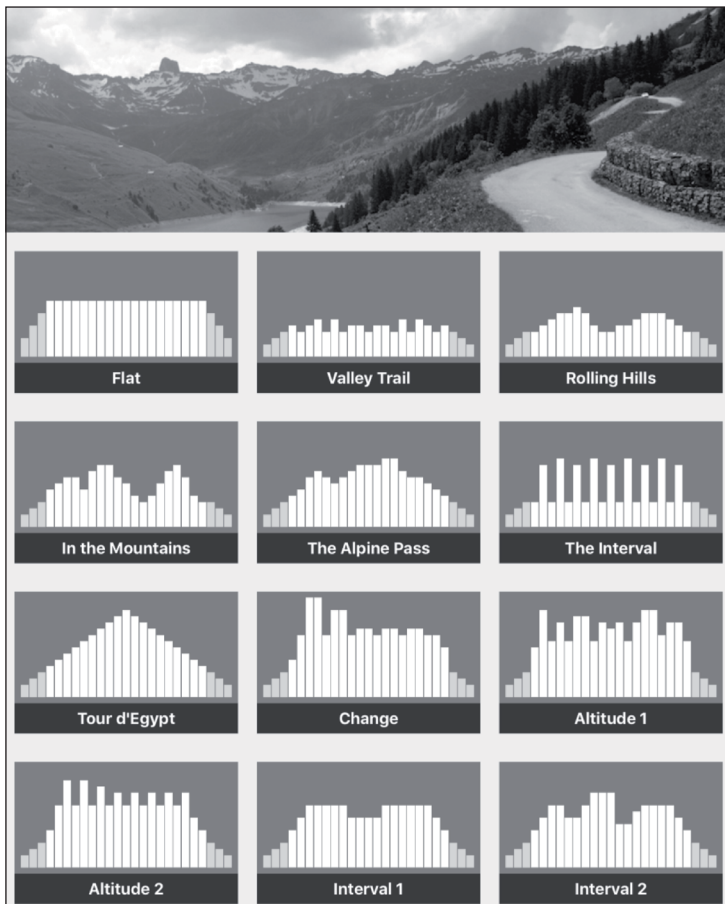 Flat
Valley Trail
Rolling Hills
In the Mountains
The Alpine Pass
The Interval
Tour d'Egypt
Change
Altitude 1
Altitude 2
Interval 1
Interval 2